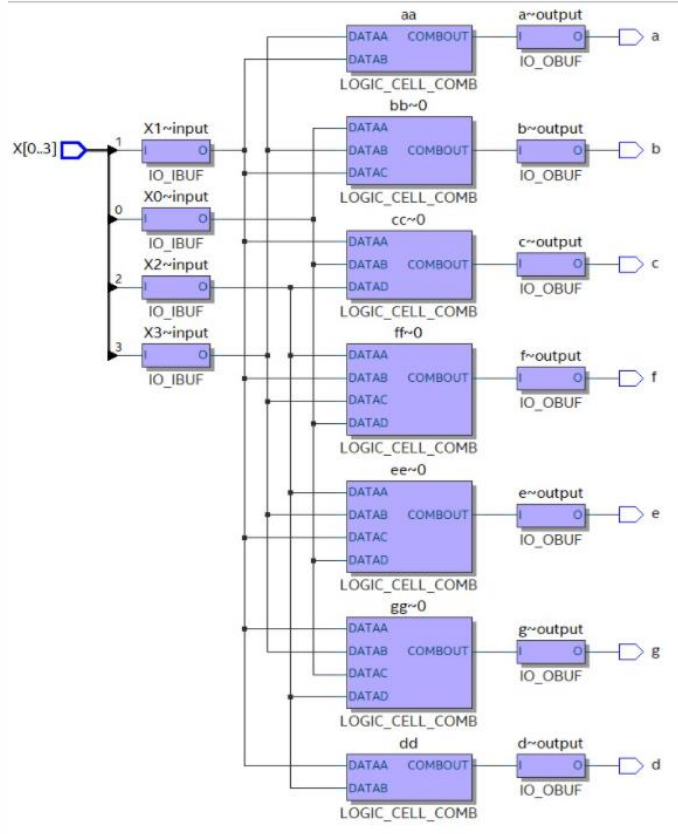 aa
a~output
DATAA COMBOUT
I O
a
DATAB
IO_OBUF
LOGIC_CELL_COMB
bb~0
X1~input
DATAA
b~output
X[0..3]
1
I O
DATAB COMBOUT
I O
b
IO_IBUF
DATAC
IO_OBUF
X0~input
LOGIC_CELL_COMB
0
I O
cc~0
IO_IBUF
DATAA
c~output
X2~input
DATAB COMBOUT
I O
c
2
I O
DATAD
IO_OBUF
IO_IBUF
LOGIC_CELL_COMB
X3~input
ff~0
3
I O
DATAA
f~output
IO_IBUF
DATAB COMBOUT
I O
f
DATAC
IO_OBUF
DATAD
LOGIC_CELL_COMB
ee~0
DATAA
e~output
DATAB COMBOUT
I O
e
DATAC
IO_OBUF
DATAD
LOGIC_CELL_COMB
gg~0
DATAA
g~output
DATAB COMBOUT
I O
g
DATAC
IO_OBUF
DATAD
LOGIC_CELL_COMB
dd
d~output
DATAA COMBOUT
I O
d
DATAB
IO_OBUF
LOGIC_CELL_COMB